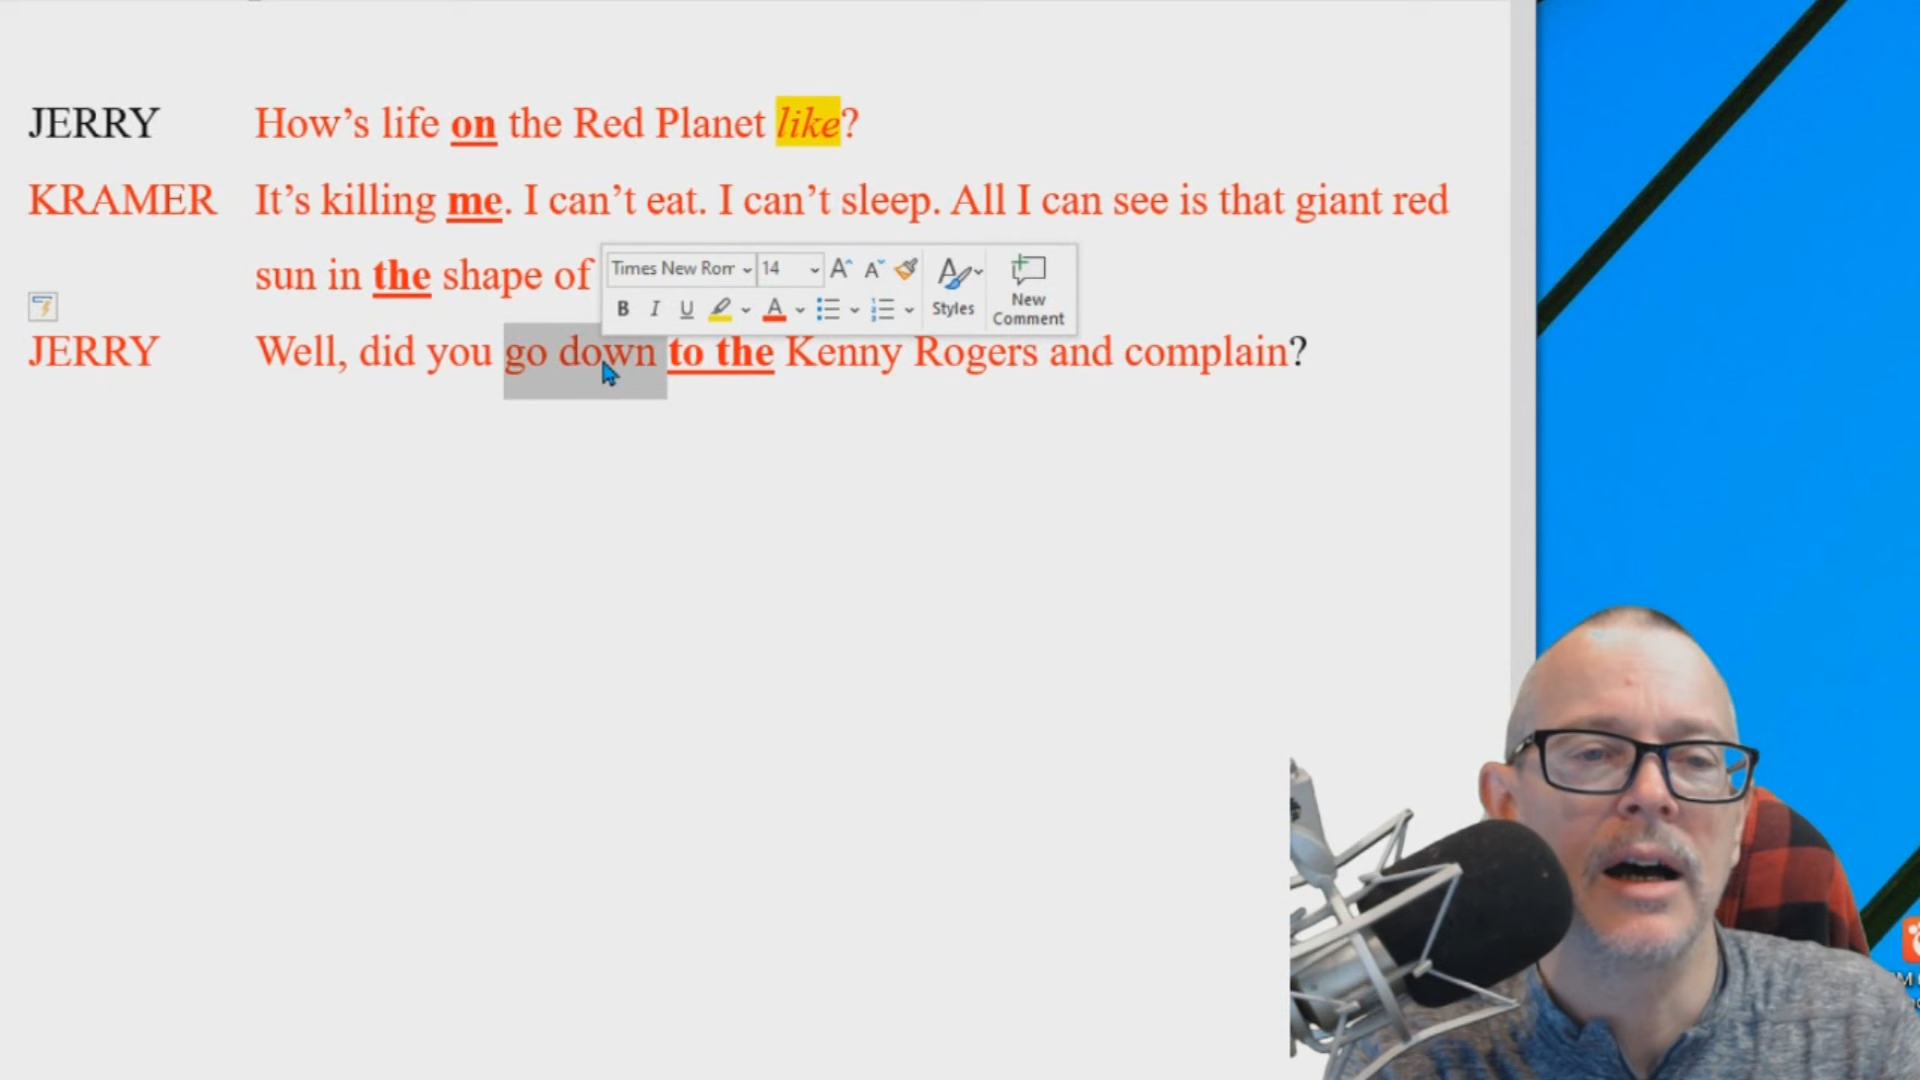 JERRY How’s life on the Red Planet like?
KRAMER It’s killing me. I can’t eat. I can’t sleep. All I can see is that giant red
sun in the shape of
Times New Ror 14
B I U Styles New
Comment
JERRY Well, did you go down to the Kenny Rogers and complain?